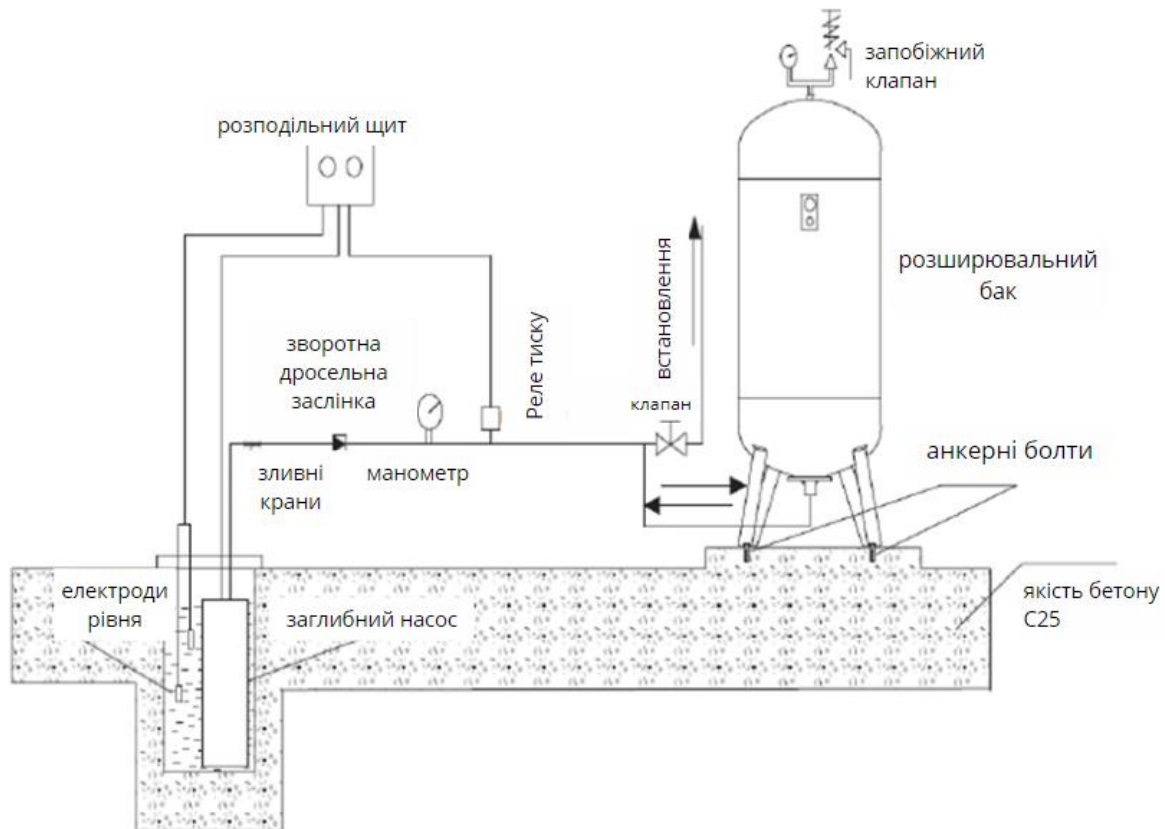 запобіжний
клапан
розподільний щит
розширювальний
бак
встановлення
Реле тиску
зворотна
дросельна
заслінка
клапан
зливні
крани
манометр
анкерні болти
електроди
рівня
заглибний насос
якість бетону
C25